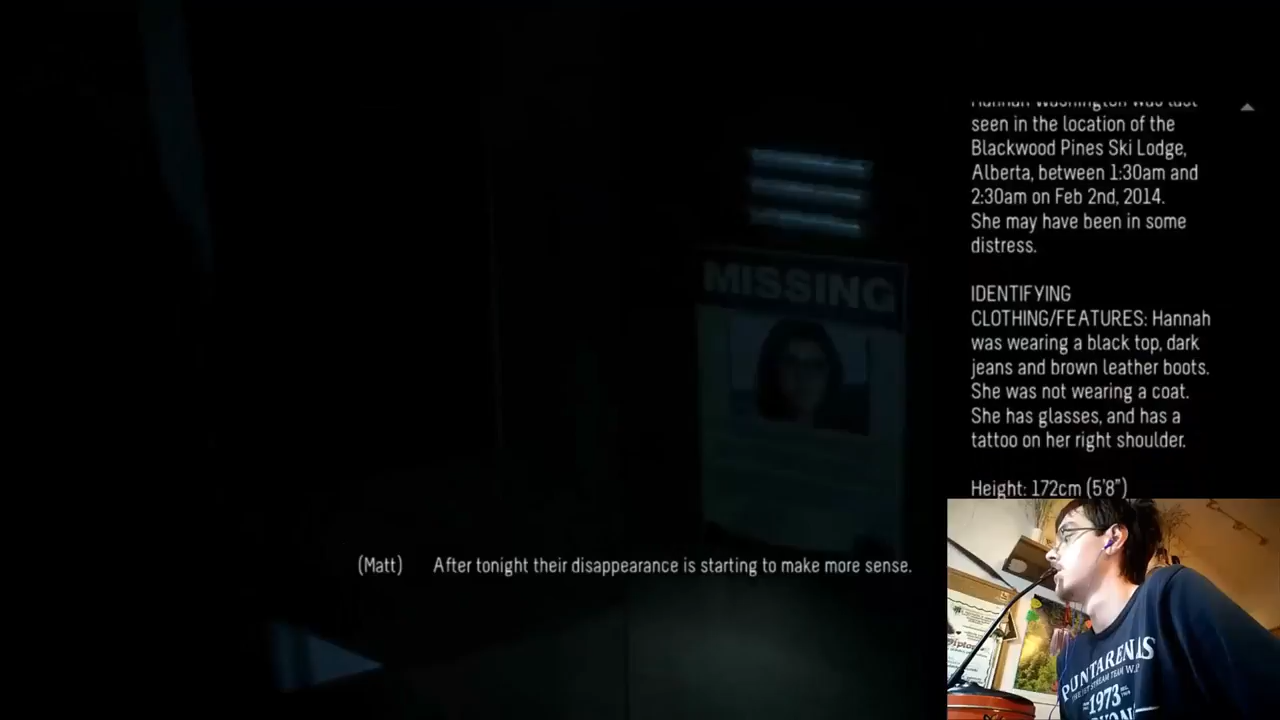 seen in the location of the
Blackwood Pines Ski Lodge,
Alberta, between 1:30am and
2:30am on Feb 2nd, 2014.
She may have been in some
distress.
IDENTIFYING
CLOTHING/FEATURES: Hannah
was wearing a black top, dark
jeans and brown leather boots.
She was not wearing a coat.
She has glasses, and has a
tattoo on her right shoulder.
Height: 172cm (5'8")
MISSING
(Matt) After tonight their disappearance is starting to make more sense.
PUNTARENAS
1973